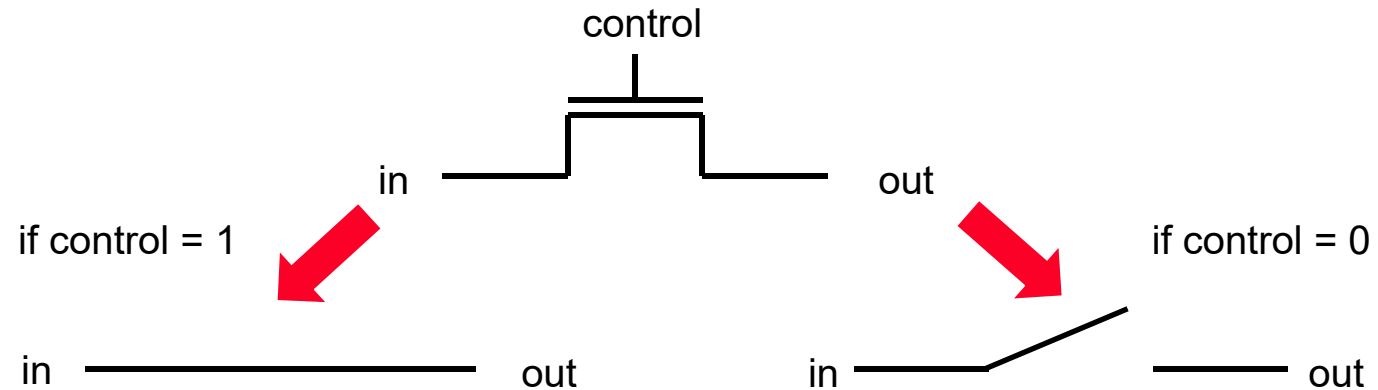 control
in
out
if control = 1
if control = 0
in
out
in
out